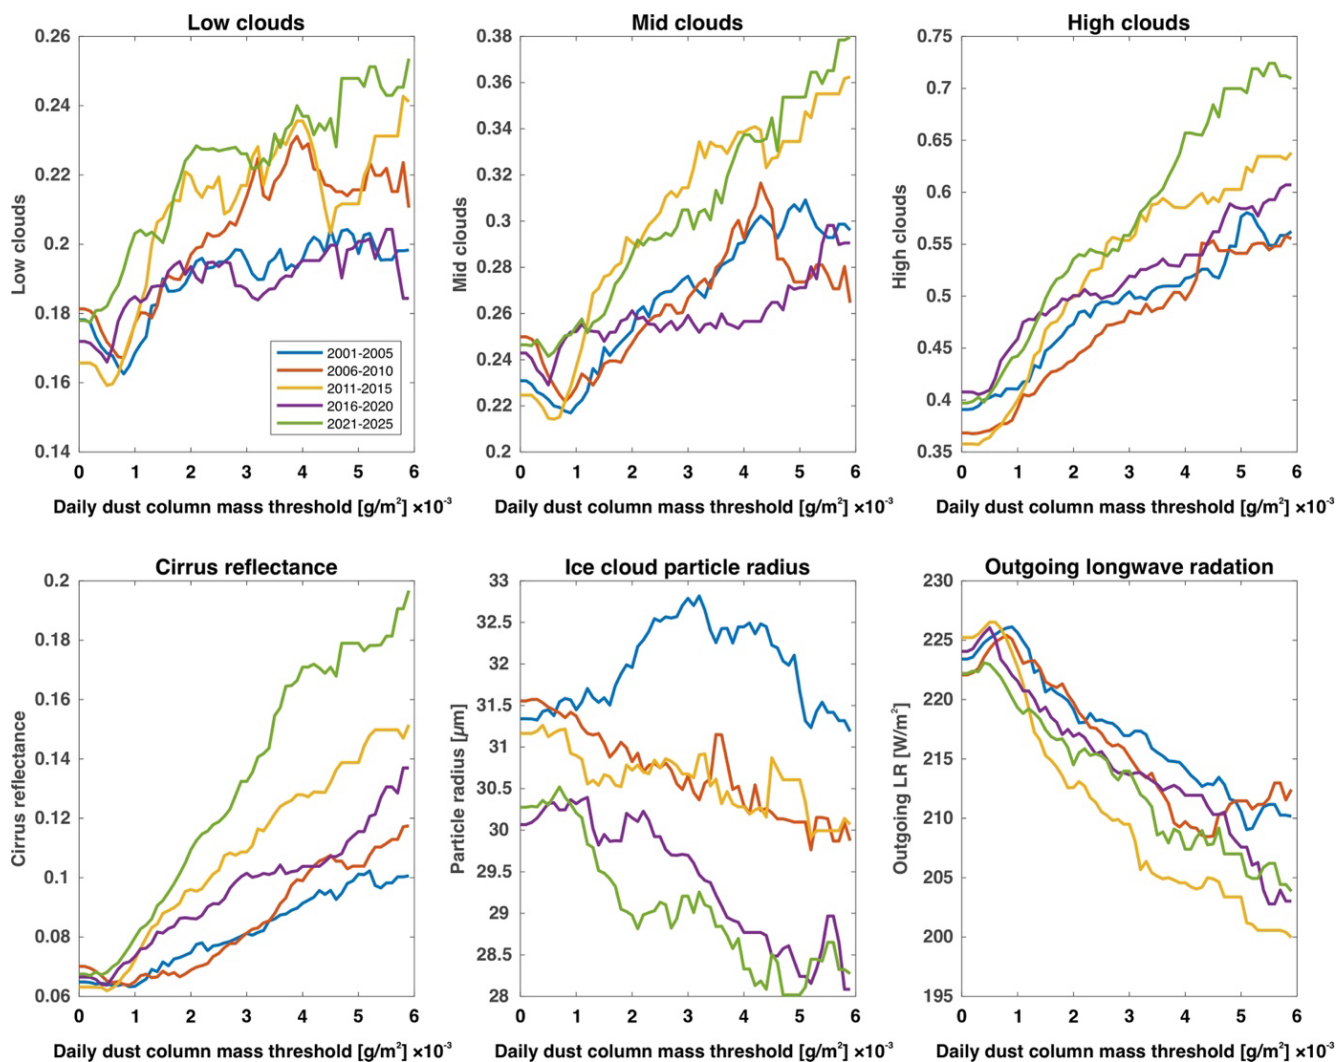 Low clouds
0.26
0.24
0.22
0.2
0.18
0.16
0.14
Low clouds
2001-2005
2006-2010
2011-2015
2016-2020
2021-2025
0 1 2 3 4 5 6
Daily dust column mass threshold [g/m²] ×10⁻³
Mid clouds
0.38
0.36
0.34
0.32
0.3
0.28
0.26
0.24
0.22
0.2
Mid clouds
0 1 2 3 4 5 6
Daily dust column mass threshold [g/m²] ×10⁻³
High clouds
0.75
0.7
0.65
0.6
0.55
0.5
0.45
0.4
0.35
High clouds
0 1 2 3 4 5 6
Daily dust column mass threshold [g/m²] ×10⁻³
Cirrus reflectance
0.2
0.18
0.16
0.14
0.12
0.1
0.08
0.06
Cirrus reflectance
0 1 2 3 4 5 6
Daily dust column mass threshold [g/m²] ×10⁻³
Ice cloud particle radius
33
32.5
32
31.5
31
30.5
30
29.5
29
28.5
28
Particle radius [μm]
0 1 2 3 4 5 6
Daily dust column mass threshold [g/m²] ×10⁻³
Outgoing longwave radation
230
225
220
215
210
205
200
195
Outgoing LR [W/m²]
0 1 2 3 4 5 6
Daily dust column mass threshold [g/m²] ×10⁻³